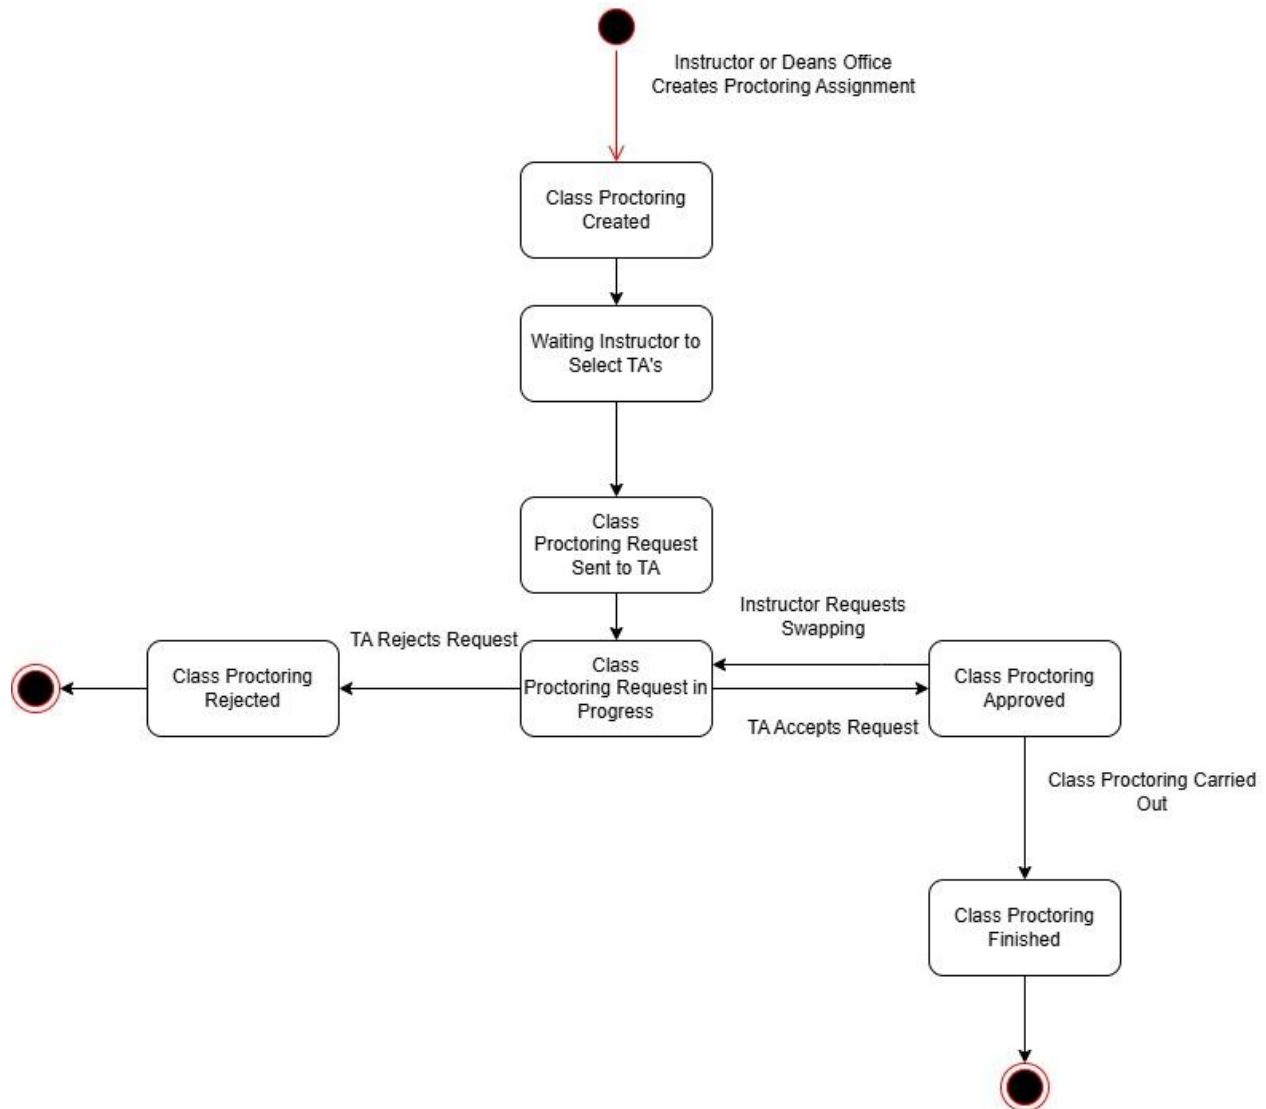 Instructor or Deans Office
Creates Proctoring Assignment
Class Proctoring
Created
Waiting Instructor to
Select TA's
Class
Proctoring Request
Sent to TA
Instructor Requests
Swapping
TA Rejects Request
Class Proctoring
Rejected
Class
Proctoring Request in
Progress
Class Proctoring
Approved
TA Accepts Request
Class Proctoring Carried
Out
Class Proctoring
Finished